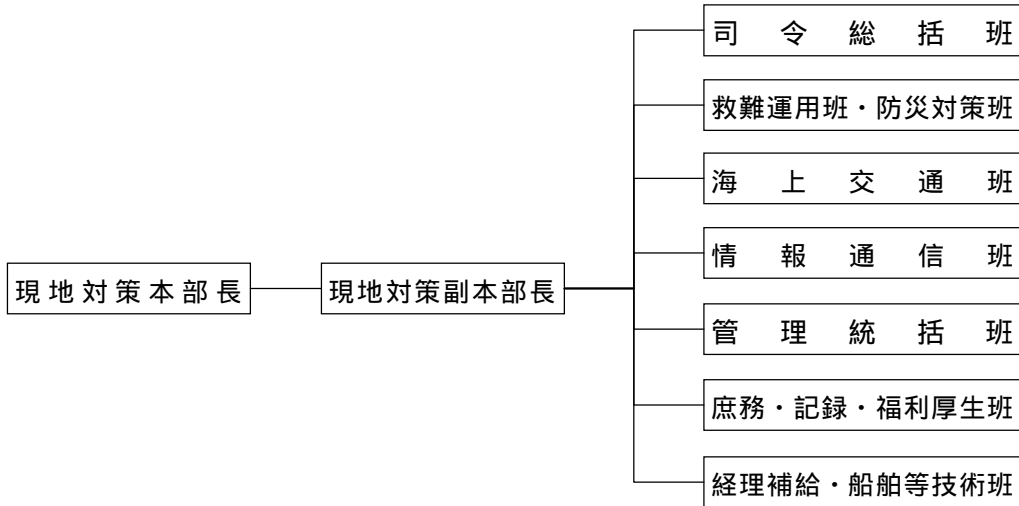 現地対策本部長
現地対策副本部長
司令総括班
救難運用班・防災対策班
海上交通班
情報通信班
管理統括班
庶務・記録・福利厚生班
経理補給・船舶等技術班